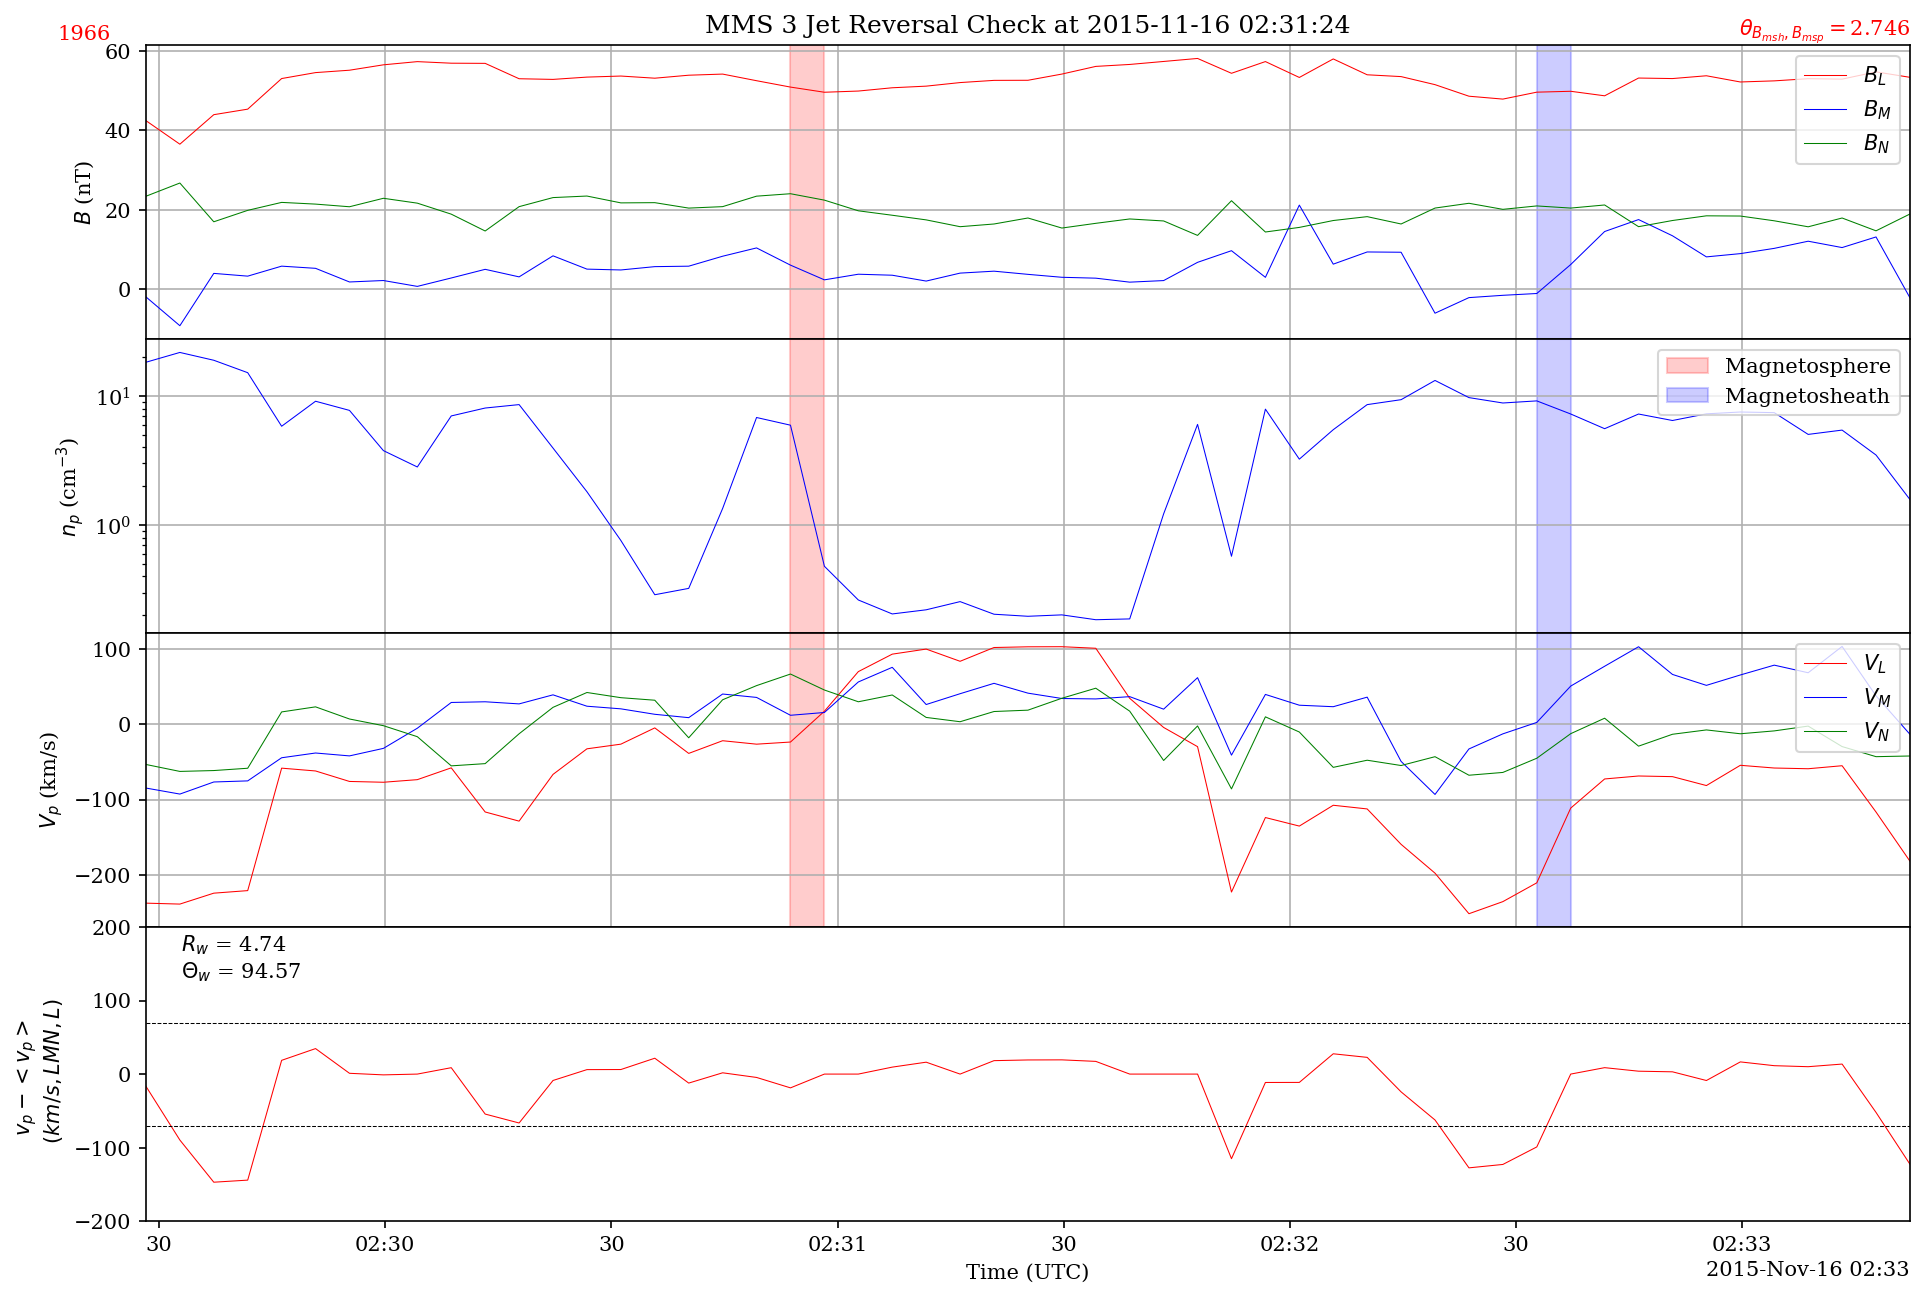 1966
MMS 3 Jet Reversal Check at 2015-11-16 02:31:24
θ_{B_{msh}, B_{msp}} = 2.746
60
40
20
0
B (nT)
B_L
B_M
B_N
10^1
10^0
n_p (cm^{-3})
Magnetosphere
Magnetosheath
100
0
−100
−200
V_p (km/s)
V_L
V_M
V_N
200
100
0
−100
−200
v_p − < v_p >
(km/s, LMN, L)
R_w = 4.74
Θ_w = 94.57
30
02:30
30
02:31
30
02:32
30
02:33
Time (UTC)
2015-Nov-16 02:33